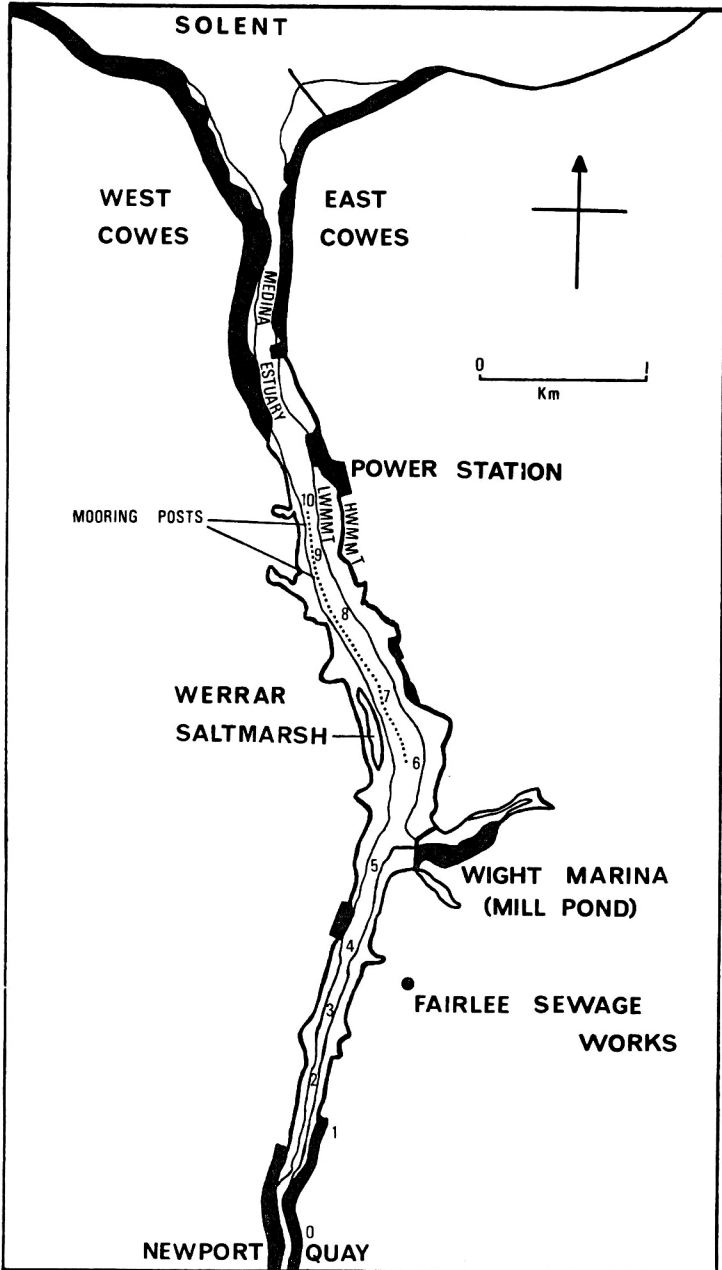 SOLENT
WEST
COWES
EAST
COWES
MEDINA
ESTUARY
0 1
Km
POWER STATION
MOORING POSTS
LWMMT
HWMMT
10
9
8
7
6
WERRAR
SALTMARSH
5
WIGHT MARINA
(MILL POND)
4
FAIRLEE SEWAGE
WORKS
3
2
1
0
NEWPORT QUAY